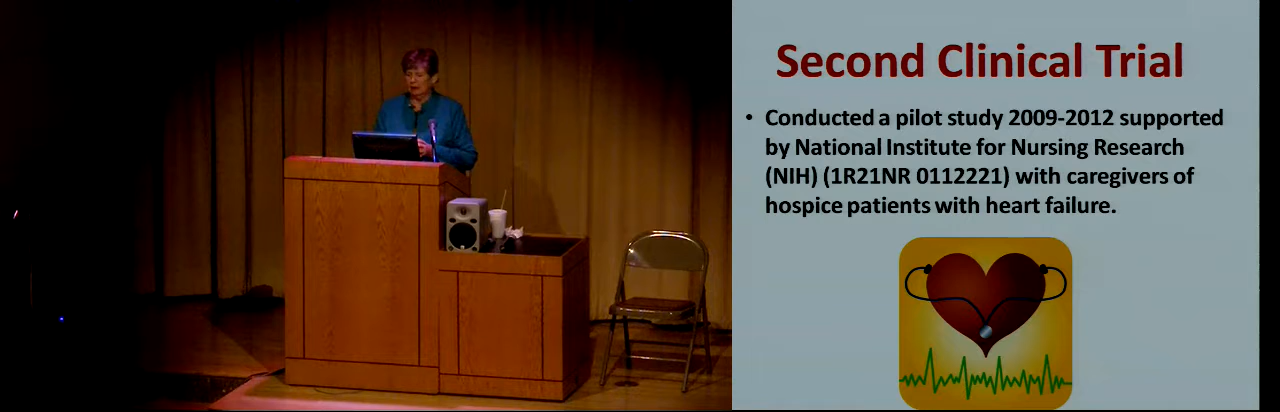 Second Clinical Trial
• Conducted a pilot study 2009-2012 supported
by National Institute for Nursing Research
(NIH) (1R21NR 0112221) with caregivers of
hospice patients with heart failure.